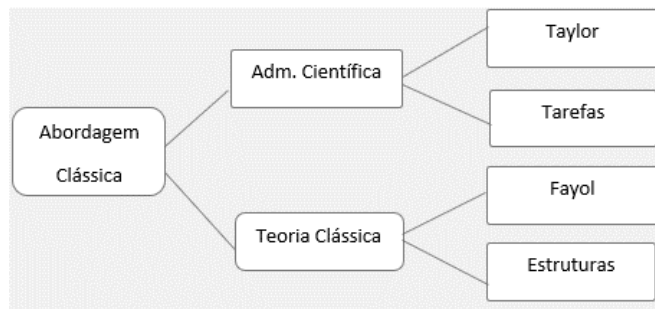 Abordagem
Clássica
Adm. Científica
Taylor
Tarefas
Teoria Clássica
Fayol
Estruturas